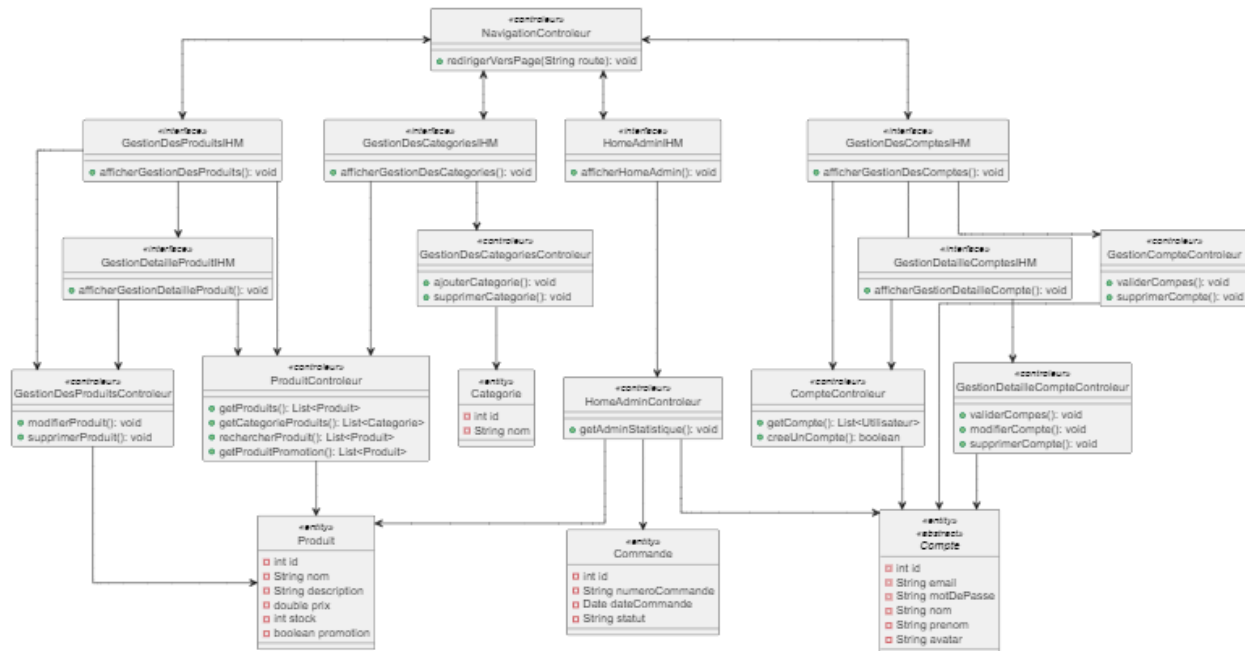 «controleur»
NavigationControleur
redirigerVersPage(String route): void
«interface»
GestionDesProduitsIHM
afficherGestionDesProduits(): void
«interface»
GestionDesCategoriesIHM
afficherGestionDesCategories(): void
«interface»
HomeAdminIHM
afficherHomeAdmin(): void
«interface»
GestionDesComptesIHM
afficherGestionDesComptes(): void
«interface»
GestionDetailleProduitIHM
afficherGestionDetailleProduit(): void
«controleur»
GestionDesCategoriesControleur
ajouterCategorie(): void
supprimerCategorie(): void
«interface»
GestionDetailleComptesIHM
afficherGestionDetailleCompte(): void
«controleur»
GestionCompteControleur
validerCompes(): void
supprimerCompte(): void
«controleur»
GestionDesProduitsControleur
modifierProduit(): void
supprimerProduit(): void
«controleur»
ProduitControleur
getProduits(): List<Produit>
getCategorieProduits(): List<Categorie>
rechercherProduit(): List<Produit>
getProduitPromotion(): List<Produit>
«entity»
Categorie
int id
String nom
«controleur»
HomeAdminControleur
getAdminStatistique(): void
«controleur»
CompteControleur
getCompte(): List<Utilisateur>
creeUnCompte(): boolean
«controleur»
GestionDetailleCompteControleur
validerCompes(): void
modifierCompte(): void
supprimerCompte(): void
«entity»
Produit
int id
String nom
String description
double prix
int stock
boolean promotion
«entity»
Commande
int id
String numeroCommande
Date dateCommande
String statut
«entity»
«abstract»
Compte
int id
String email
String motDePasse
String nom
String prenom
String avatar